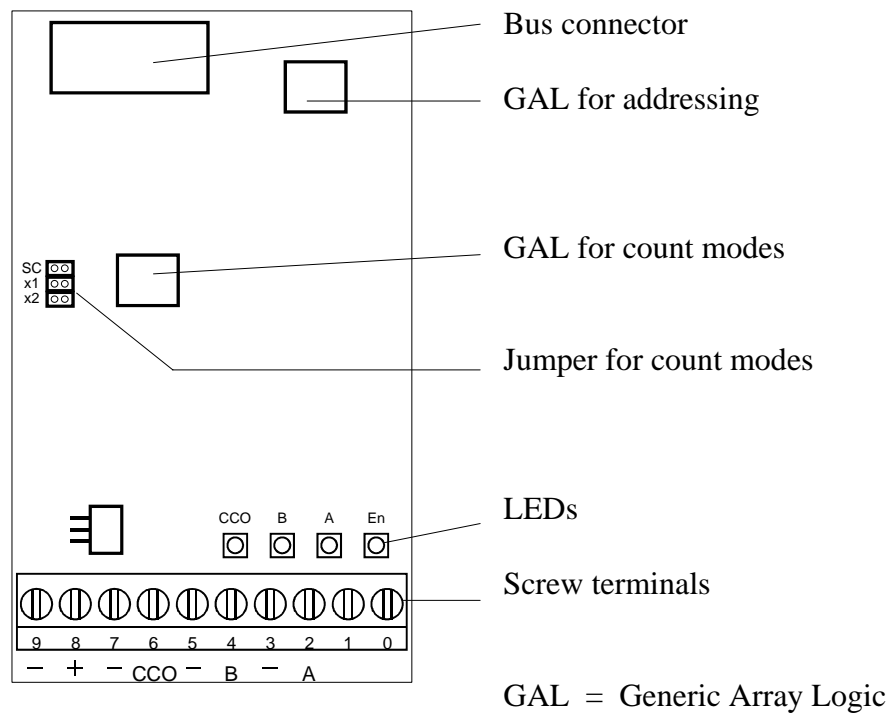 Bus connector
GAL for addressing
GAL for count modes
SC
x1
x2
Jumper for count modes
LEDs
CCO B A En
Screw terminals
9 8 7 6 5 4 3 2 1 0
– + – CCO – B – A
GAL = Generic Array Logic